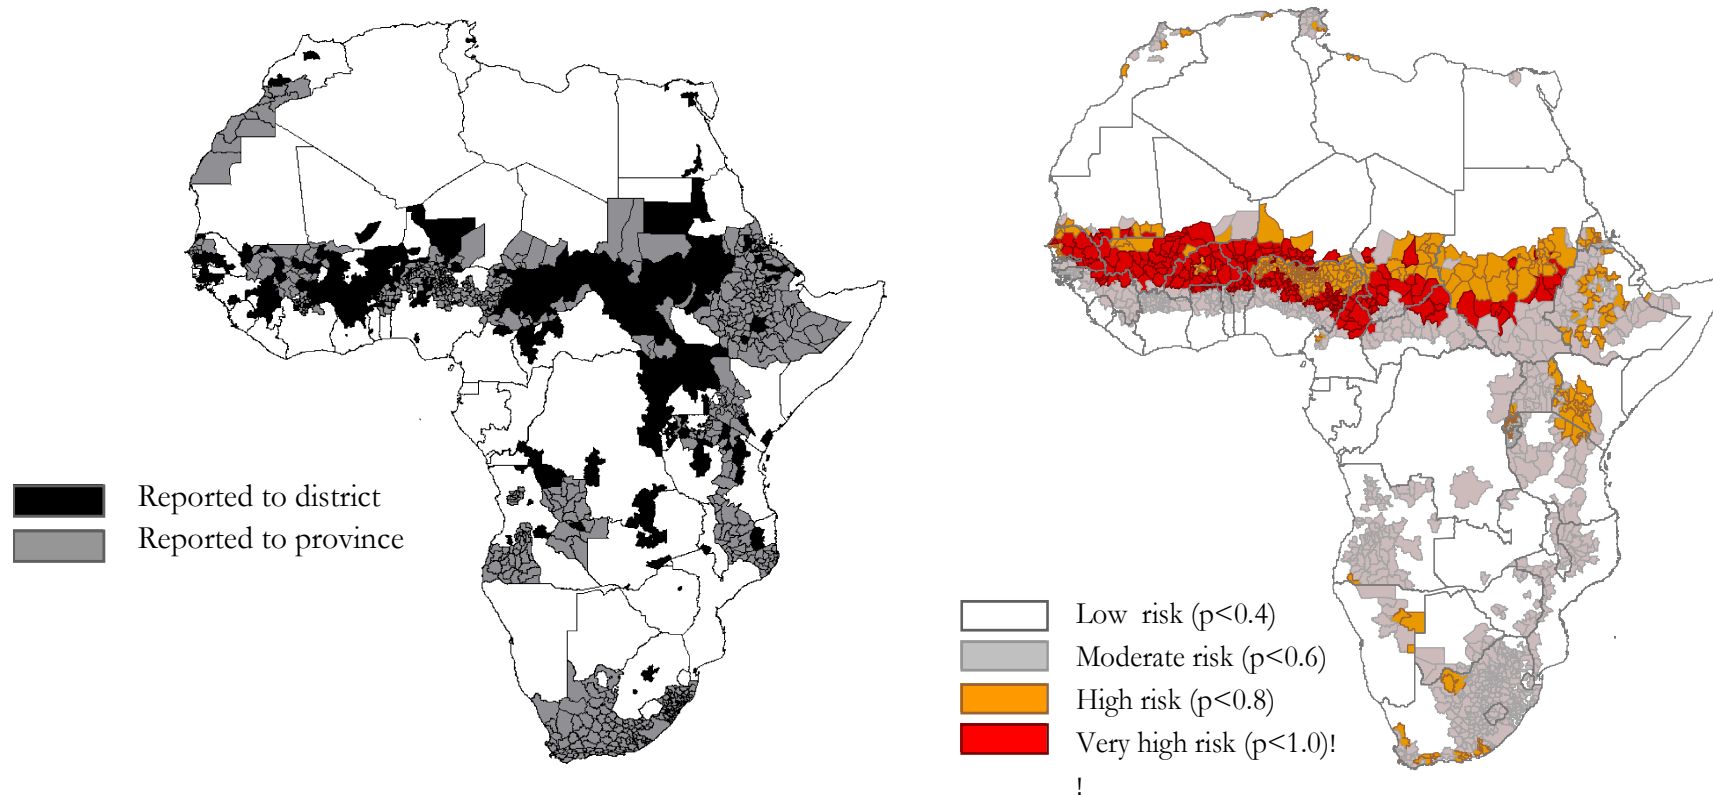 Reported to district
Reported to province
Low risk (p<0.4)
Moderate risk (p<0.6)
High risk (p<0.8)
Very high risk (p<1.0)!
!